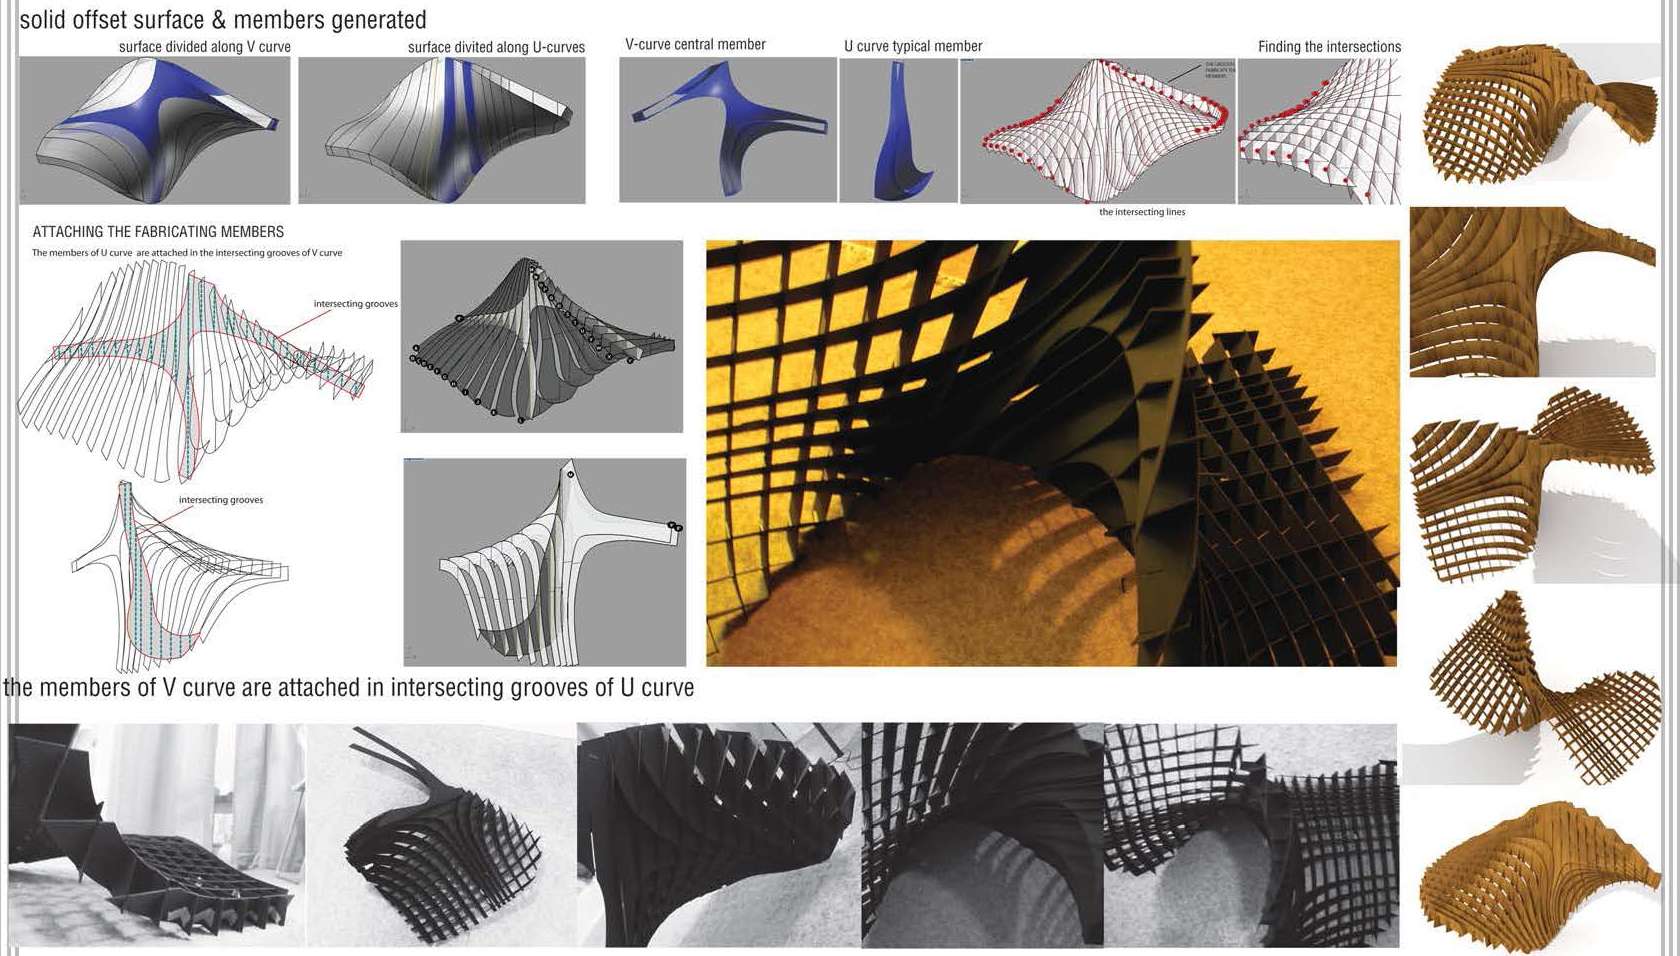 solid offset surface & members generated
surface divided along V curve
surface divited along U-curves
V-curve central member
U curve typical member
Finding the intersections
the intersecting lines
ATTACHING THE FABRICATING MEMBERS
The members of U curve are attached in the intersecting grooves of V curve
intersecting grooves
intersecting grooves
the members of V curve are attached in intersecting grooves of U curve